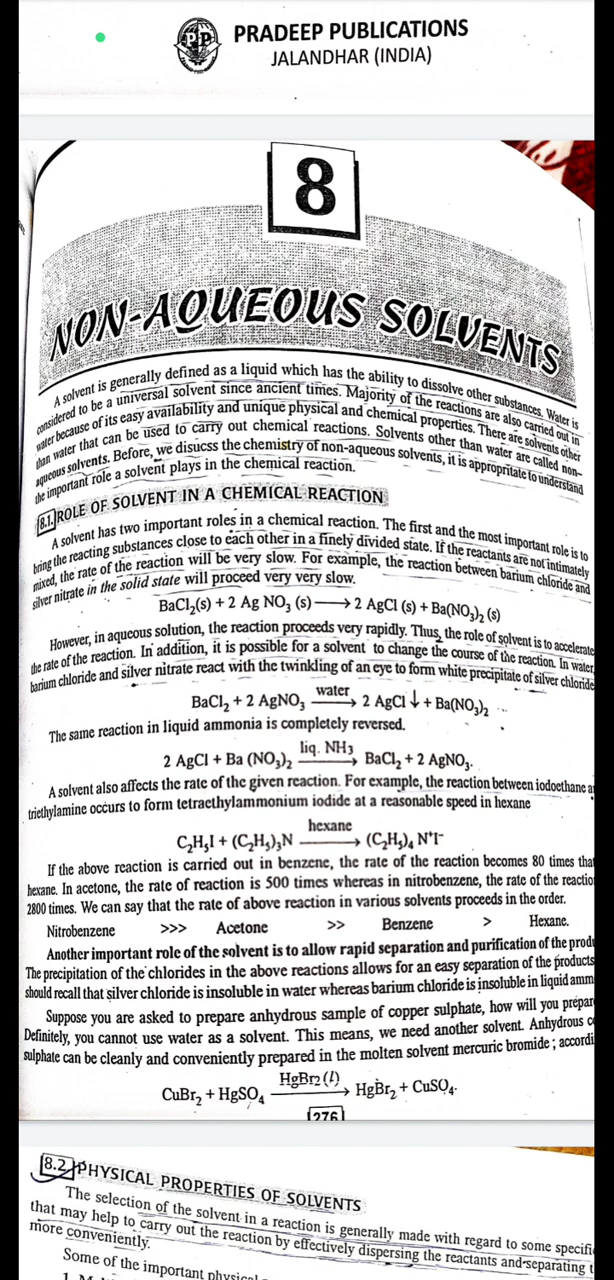 PRADEEP PUBLICATIONS
JALANDHAR (INDIA)
8
NON-AQUEOUS SOLVENTS
A solvent is generally defined as a liquid which has the ability to dissolve other substances. Water is
considered to be a universal solvent since ancient times. Majority of the reactions are also carried out in
water because of its easy availability and unique physical and chemical properties. There are solvents other
than water that can be used to carry out chemical reactions. Solvents other than water are called non-
aqueous solvents. Before, we disucss the chemistry of non-aqueous solvents, it is appropritate to understand
the important role a solvent plays in the chemical reaction.
8.1. ROLE OF SOLVENT IN A CHEMICAL REACTION
A solvent has two important roles in a chemical reaction. The first and the most important role is to
bring the reacting substances close to each other in a finely divided state. If the reactants are not intimately
mixed, the rate of the reaction will be very slow. For example, the reaction between barium chloride and
silver nitrate in the solid state will proceed very very slow.
BaCl₂(s) + 2 Ag NO₃ (s) ⟶ 2 AgCl (s) + Ba(NO₃)₂ (s)
However, in aqueous solution, the reaction proceeds very rapidly. Thus, the role of solvent is to accelerate
the rate of the reaction. In addition, it is possible for a solvent to change the course of the reaction. In water,
barium chloride and silver nitrate react with the twinkling of an eye to form white precipitate of silver chloride
water
BaCl₂ + 2 AgNO₃ ⟶ 2 AgCl ↓ + Ba(NO₃)₂
The same reaction in liquid ammonia is completely reversed.
liq. NH₃
2 AgCl + Ba (NO₃)₂ ⟶ BaCl₂ + 2 AgNO₃.
A solvent also affects the rate of the given reaction. For example, the reaction between iodoethane a
triethylamine occurs to form tetraethylammonium iodide at a reasonable speed in hexane
hexane
C₂H₅I + (C₂H₅)₃N ⟶ (C₂H₅)₄ N⁺I⁻
If the above reaction is carried out in benzene, the rate of the reaction becomes 80 times tha
hexane. In acetone, the rate of reaction is 500 times whereas in nitrobenzene, the rate of the reactio
2800 times. We can say that the rate of above reaction in various solvents proceeds in the order.
Nitrobenzene >>> Acetone >> Benzene > Hexane.
Another important role of the solvent is to allow rapid separation and purification of the produ
The precipitation of the chlorides in the above reactions allows for an easy separation of the products
should recall that silver chloride is insoluble in water whereas barium chloride is insoluble in liquid amm
Suppose you are asked to prepare anhydrous sample of copper sulphate, how will you prepar
Definitely, you cannot use water as a solvent. This means, we need another solvent. Anhydrous c
sulphate can be cleanly and conveniently prepared in the molten solvent mercuric bromide ; accordi
HgBr₂ (l)
CuBr₂ + HgSO₄ ⟶ HgBr₂ + CuSO₄.
276
8.2. PHYSICAL PROPERTIES OF SOLVENTS
The selection of the solvent in a reaction is generally made with regard to some specifi
that may help to carry out the reaction by effectively dispersing the reactants and separating t
more conveniently.
Some of the important physical